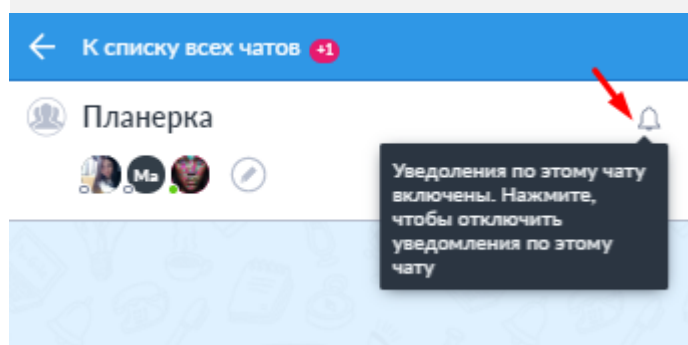 К списку всех чатов +1
Планерка
Ма
Уведоления по этому чату
включены. Нажмите,
чтобы отключить
уведомления по этому
чату